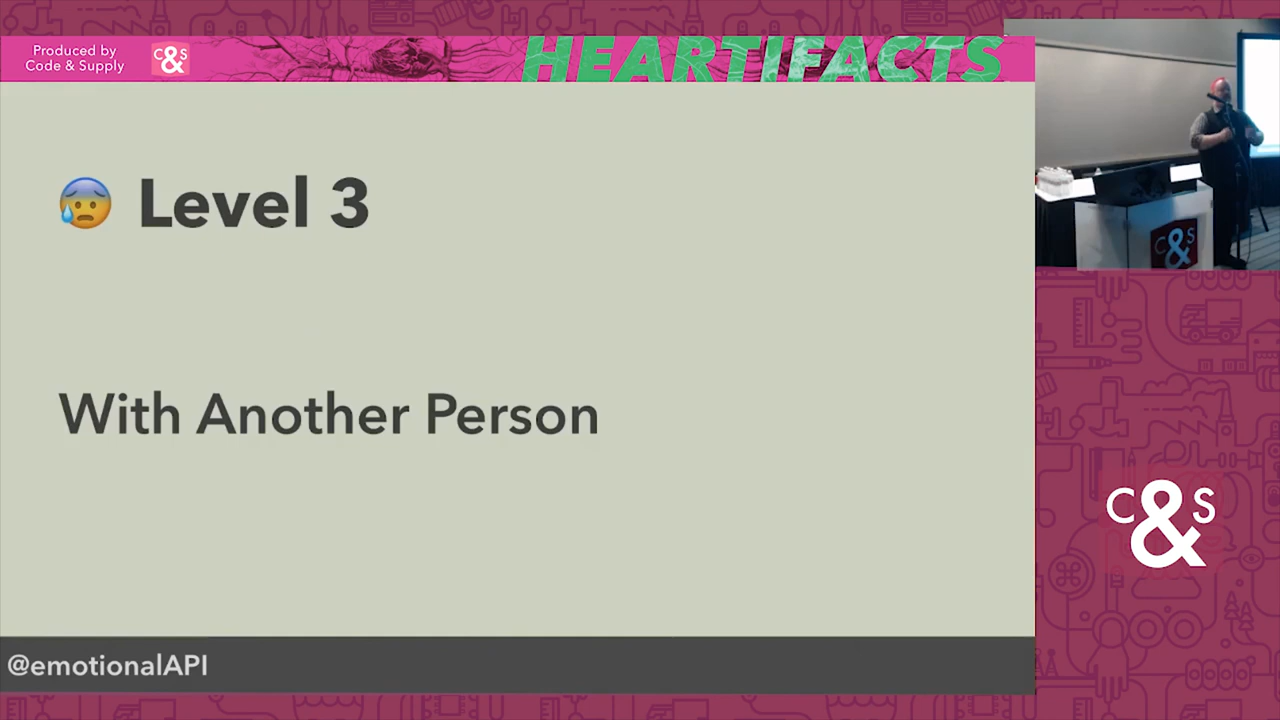 Produced by
Code & Supply
C&S
HEARTIFACTS
😰 Level 3
With Another Person
@emotionalAPI
C&S
C&S